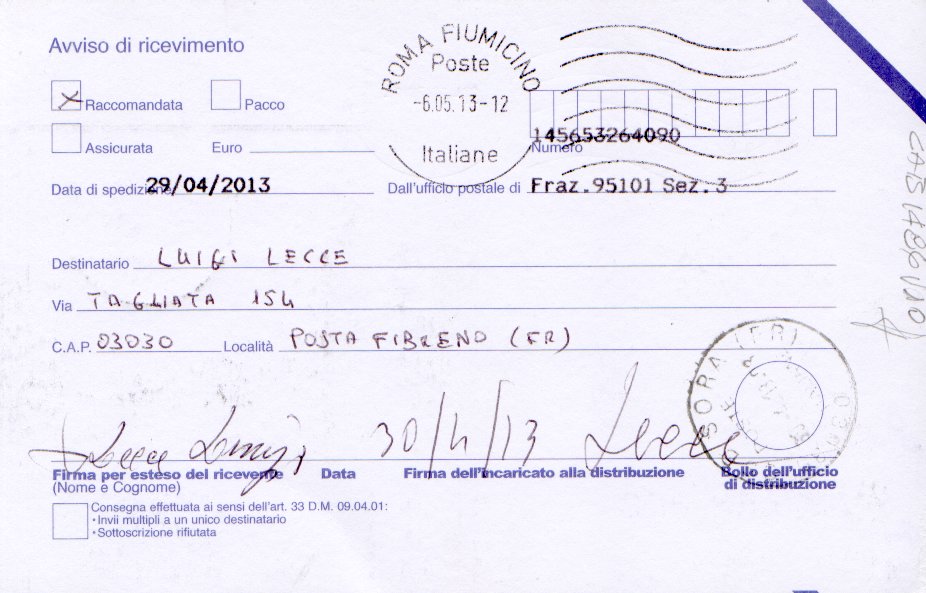 Avviso di ricevimento
ROMA FIUMICINO
Poste
-6.05.13-12
Italiane
Raccomandata Pacco
Assicurata Euro
145653264090
Numero
Data di spedizione 29/04/2013 Dall'ufficio postale di Fraz.95101 Sez.3
Destinatario LUIGI LECCE
Via TAGLIATA 154
C.A.P. 03030 Località POSTA FIBRENO (FR)
Lecce Luigi 30/4/13 Lecce
SORA (FR)
Firma per esteso del ricevente Data Firma dell'incaricato alla distribuzione Bollo dell'ufficio
(Nome e Cognome) di distribuzione
Consegna effettuata ai sensi dell'art. 33 D.M. 09.04.01:
• Invii multipli a un unico destinatario
• Sottoscrizione rifiutata